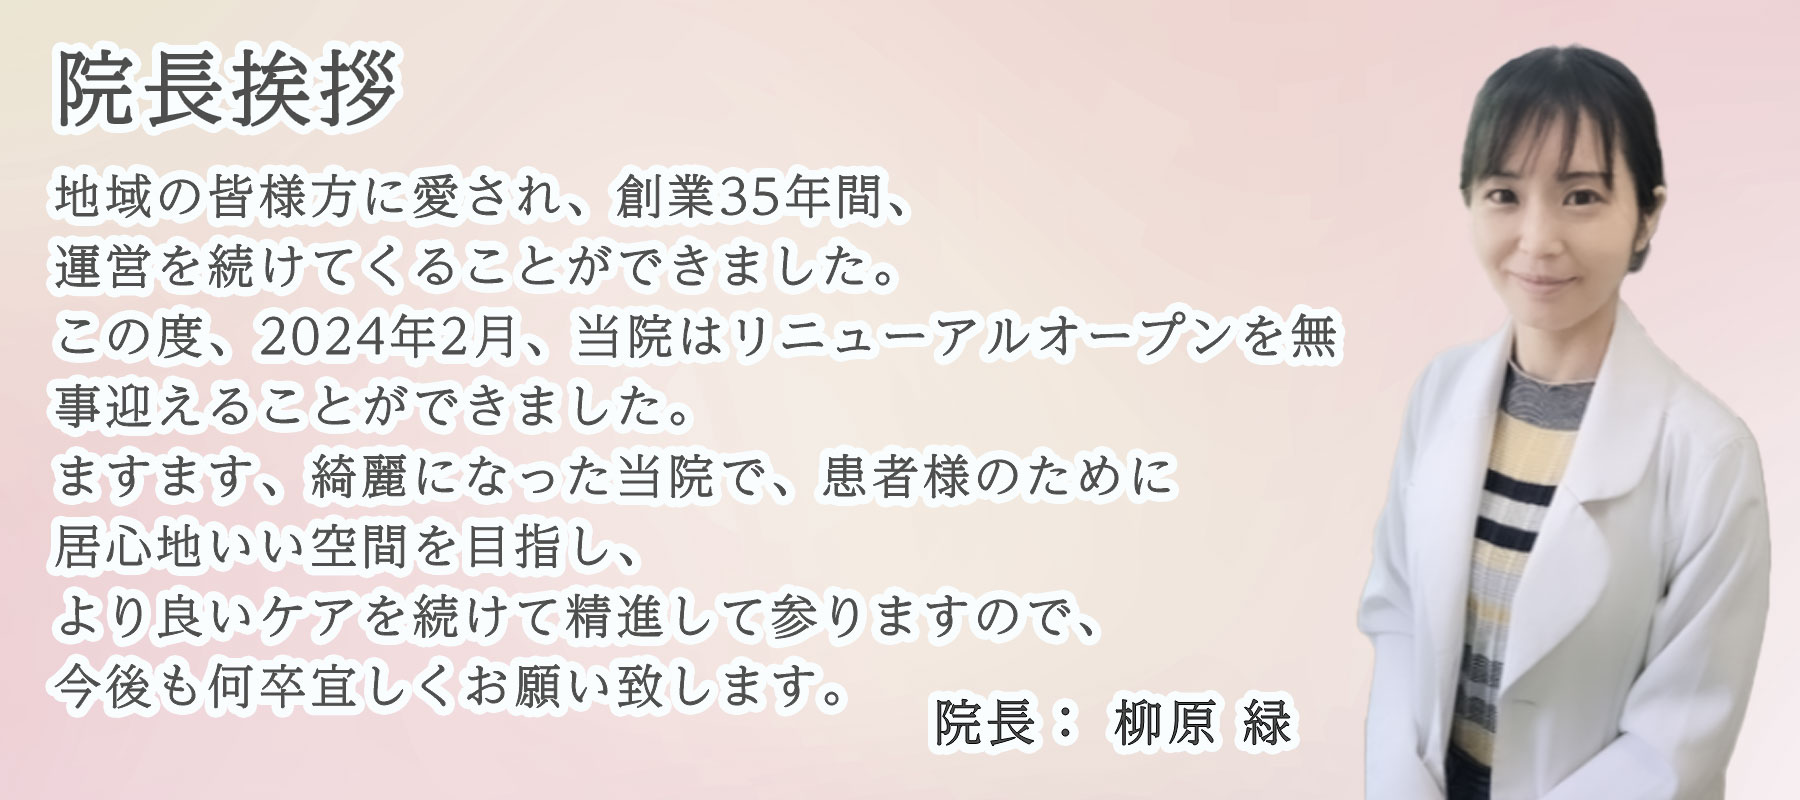 院長挨拶
地域の皆様方に愛され、創業35年間、
運営を続けてくることができました。
この度、2024年2月、当院はリニューアルオープンを無
事迎えることができました。
ますます、綺麗になった当院で、患者様のために
居心地いい空間を目指し、
より良いケアを続けて精進して参りますので、
今後も何卒宜しくお願い致します。
院長： 柳原 緑